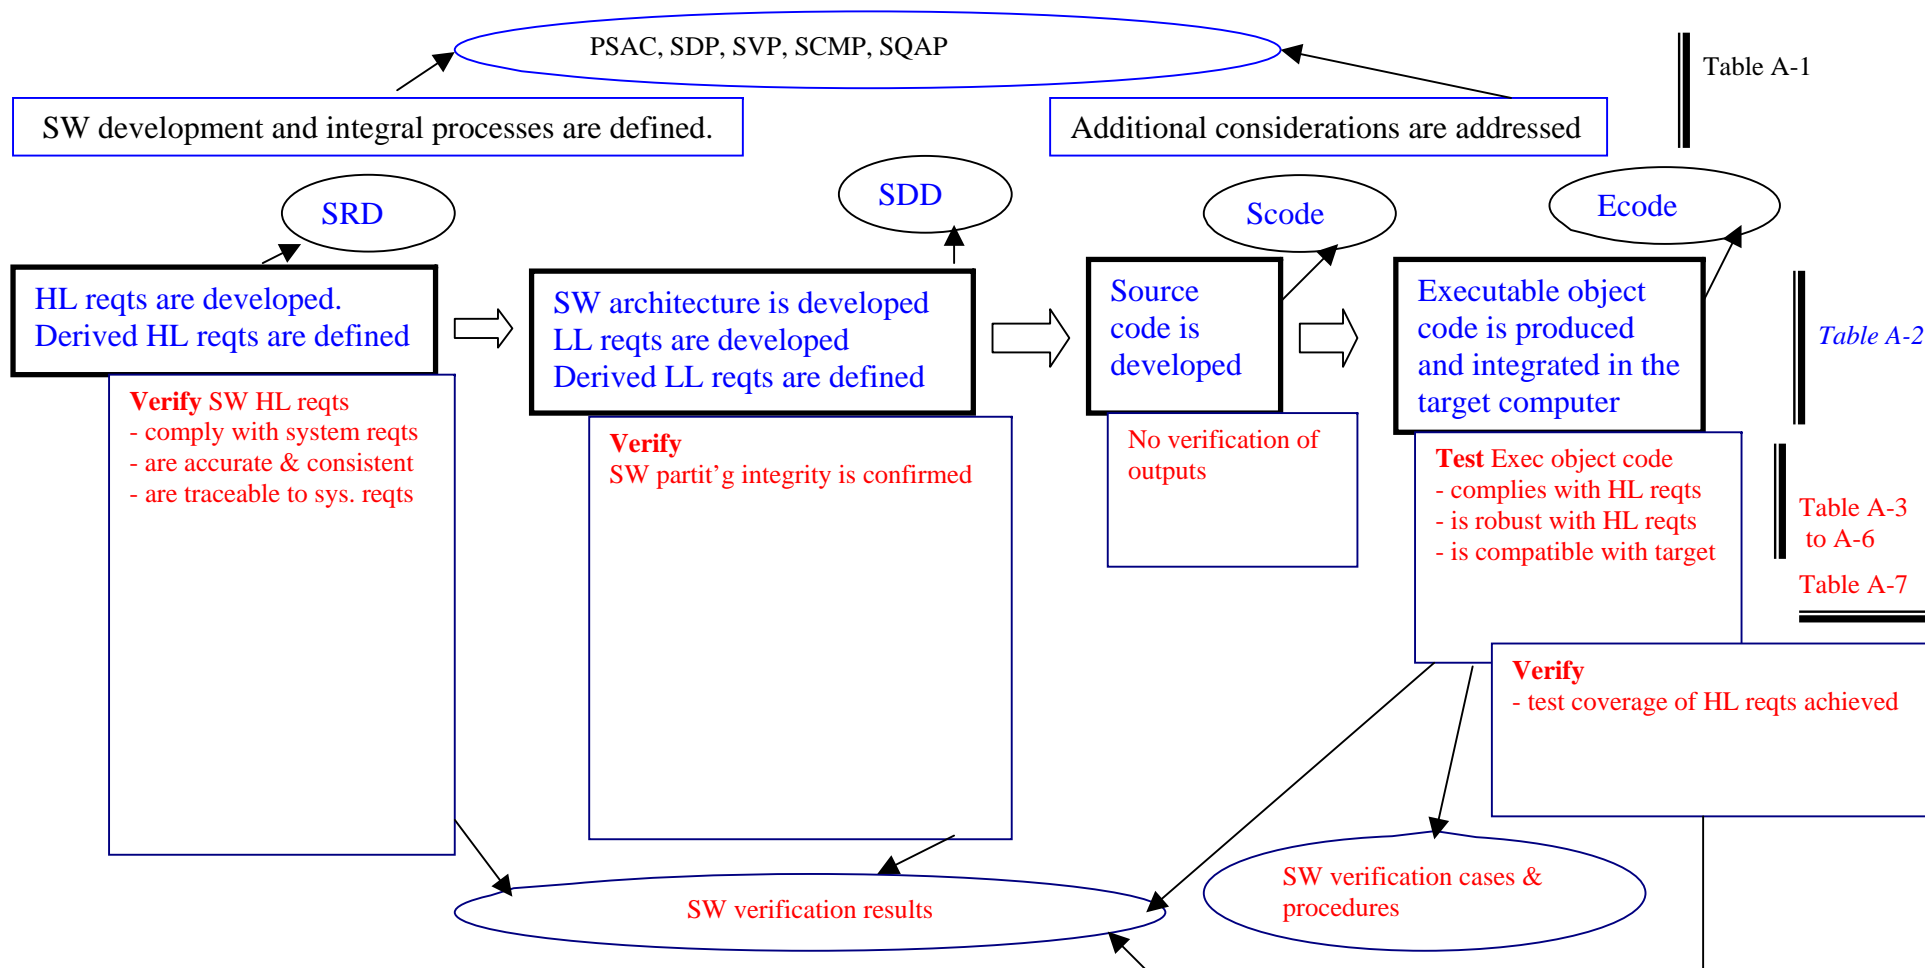 PSAC, SDP, SVP, SCMP, SQAP
Table A-1
SW development and integral processes are defined.
Additional considerations are addressed
SRD
SDD
Scode
Ecode
HL reqts are developed.
Derived HL reqts are defined
SW architecture is developed
LL reqts are developed
Derived LL reqts are defined
Source
code is
developed
Executable object
code is produced
and integrated in the
target computer
Table A-2
Verify SW HL reqts
- comply with system reqts
- are accurate & consistent
- are traceable to sys. reqts
Verify
SW partit’g integrity is confirmed
No verification of
outputs
Test Exec object code
- complies with HL reqts
- is robust with HL reqts
- is compatible with target
Table A-3
to A-6
Table A-7
Verify
- test coverage of HL reqts achieved
SW verification results
SW verification cases &
procedures